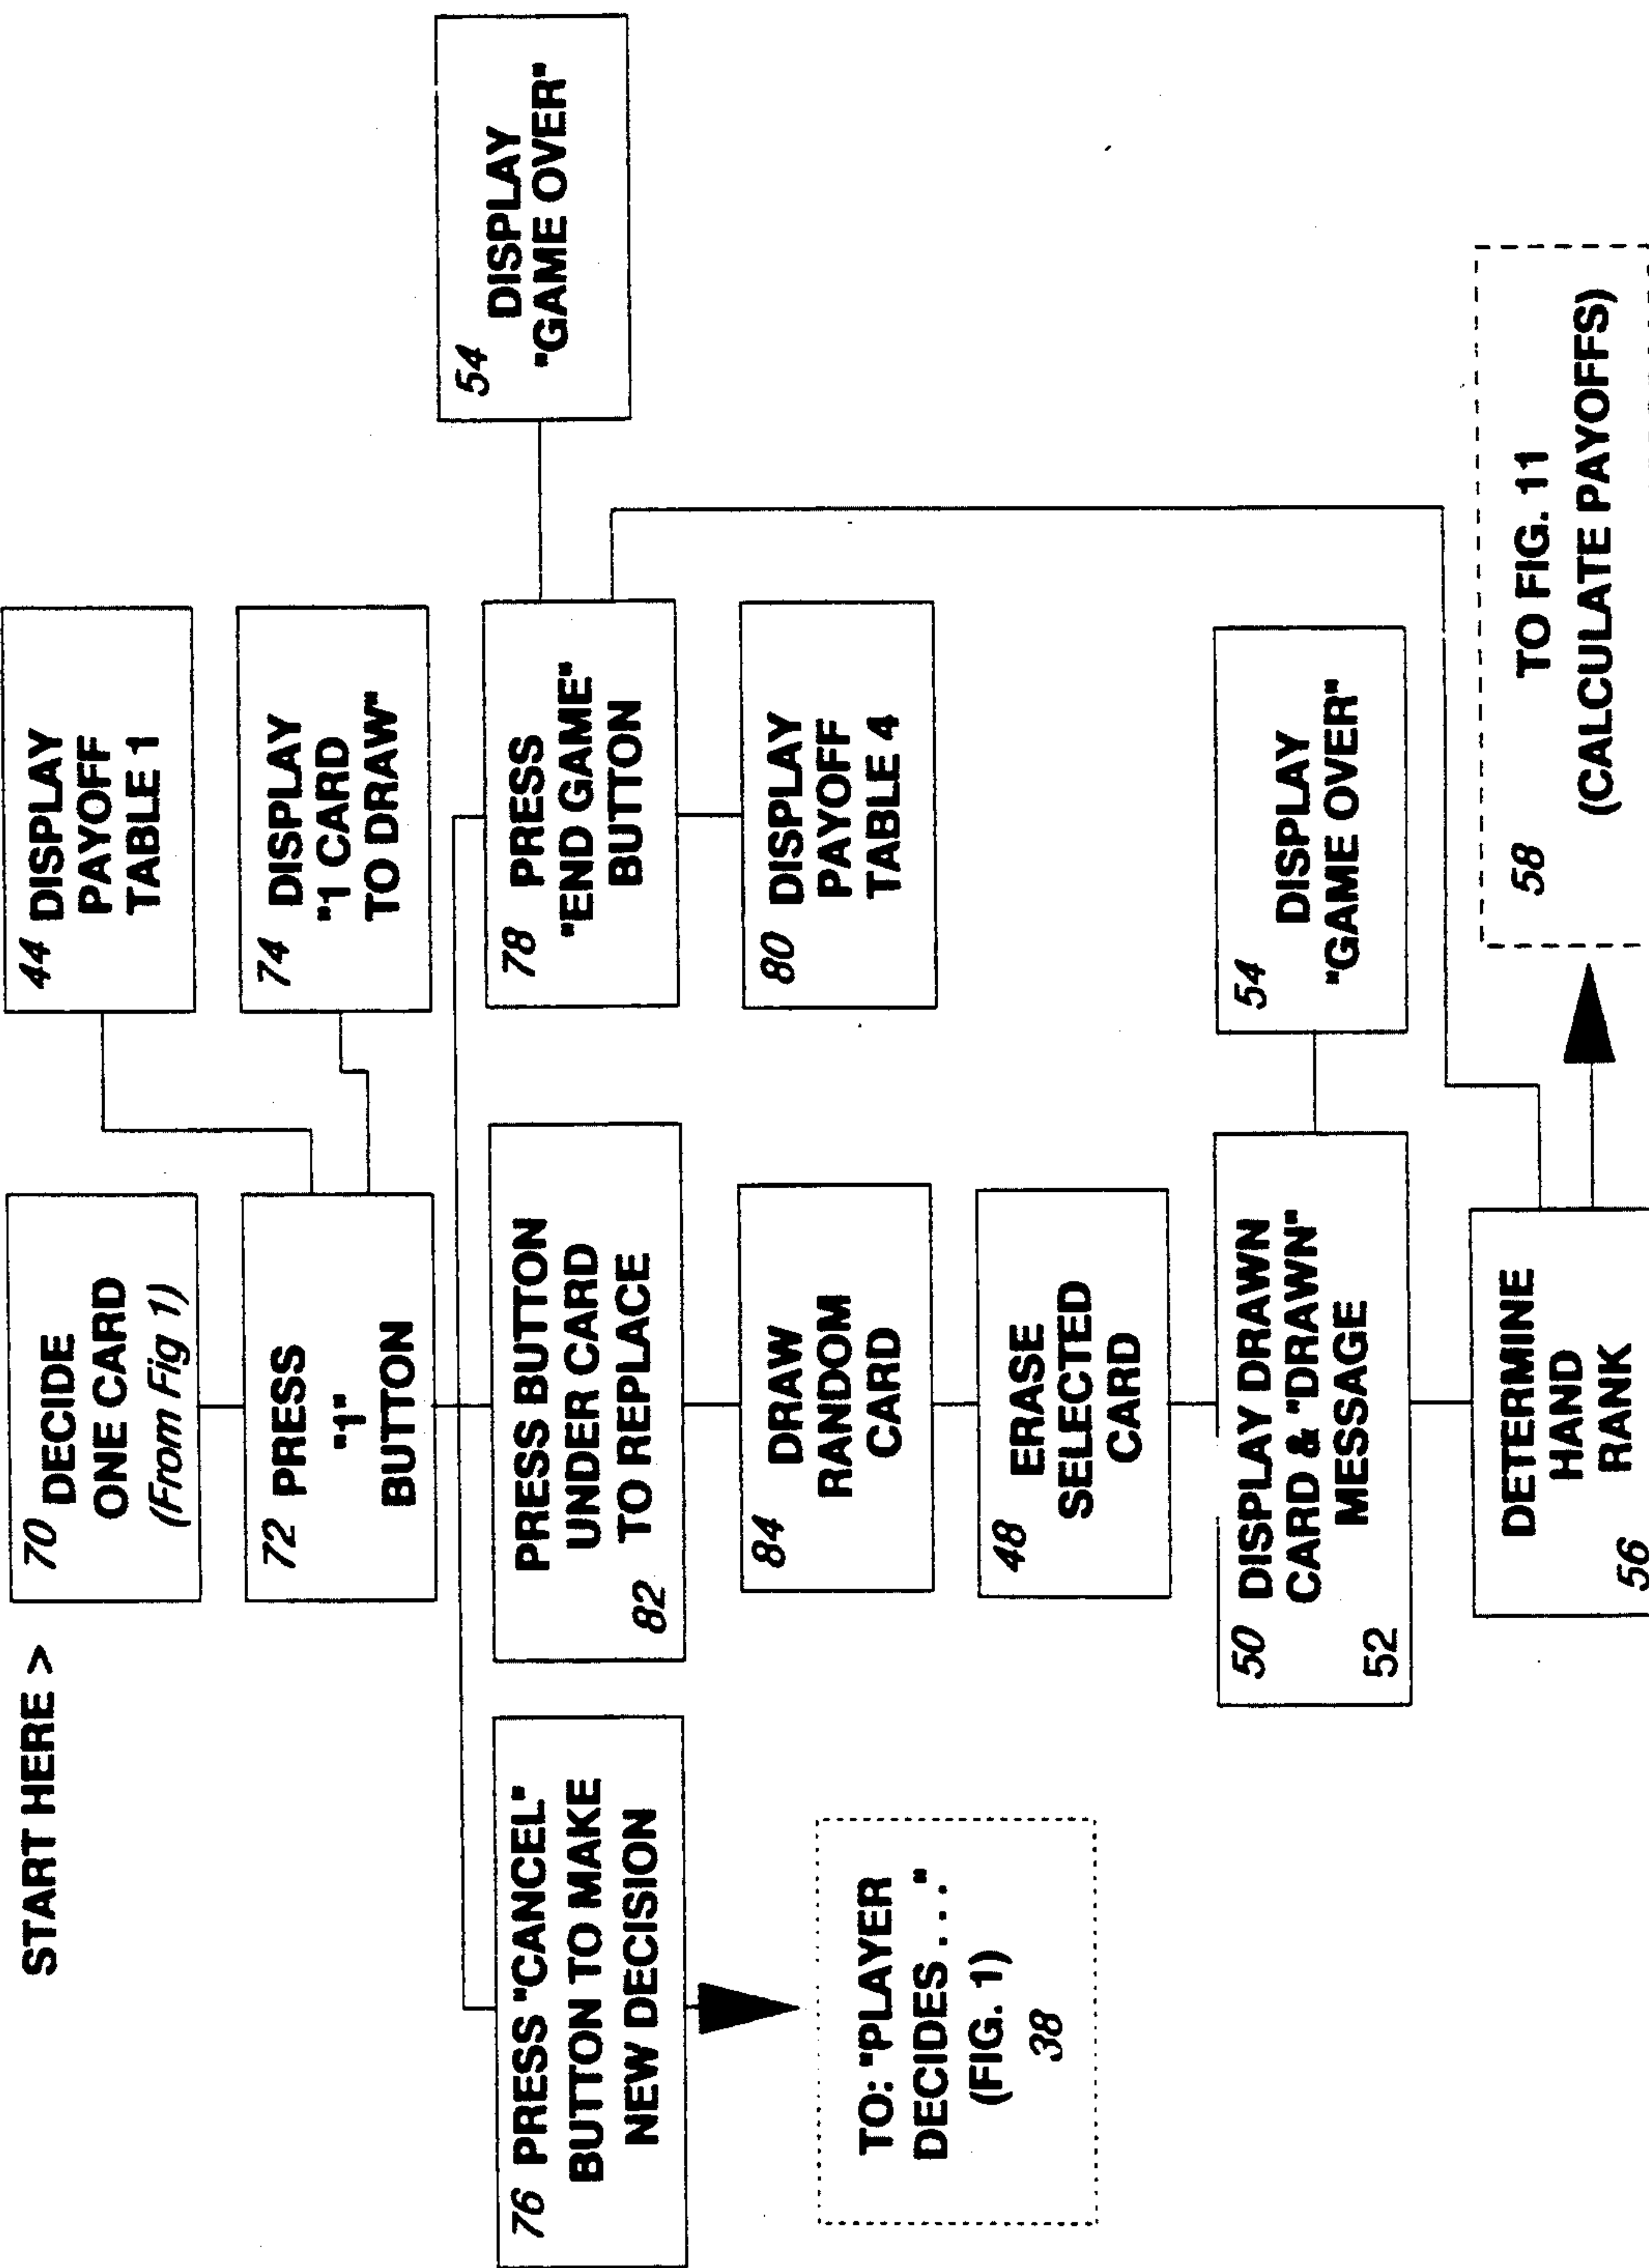 START HERE >
70 DECIDE
ONE CARD
(From Fig 1)
44 DISPLAY
PAYOFF
TABLE 1
72 PRESS
"1"
BUTTON
74 DISPLAY
"1 CARD
TO DRAW"
76 PRESS "CANCEL"
BUTTON TO MAKE
NEW DECISION
PRESS BUTTON
UNDER CARD
TO REPLACE
82
78 PRESS
"END GAME"
BUTTON
54 DISPLAY
"GAME OVER"
TO: "PLAYER
DECIDES . . ."
(FIG. 1)
38
84 DRAW
RANDOM
CARD
80 DISPLAY
PAYOFF
TABLE 4
48 ERASE
SELECTED
CARD
50 DISPLAY DRAWN
CARD & "DRAWN"
MESSAGE
52
54 DISPLAY
"GAME OVER"
DETERMINE
HAND
RANK
56
58 TO FIG. 11
(CALCULATE PAYOFFS)